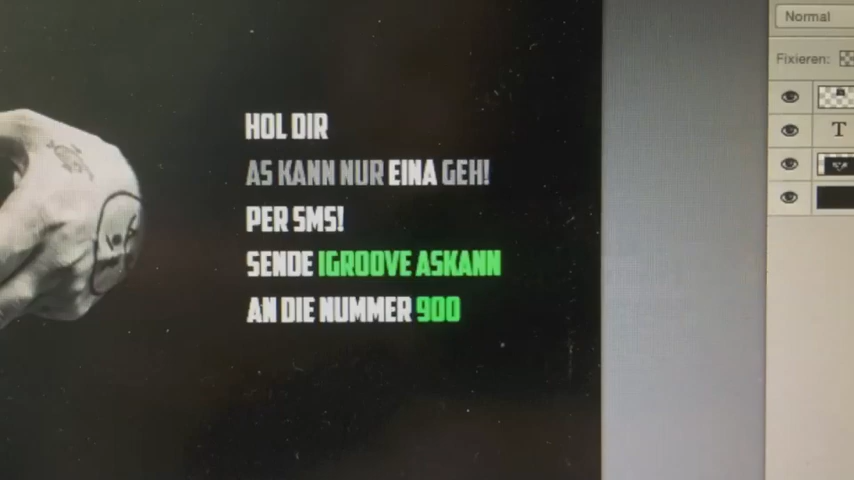 Normal
Fixieren:
HOL DIR
AS KANN NUR EINA GEH!
PER SMS!
SENDE IGROOVE ASKANN
AN DIE NUMMER 900
T